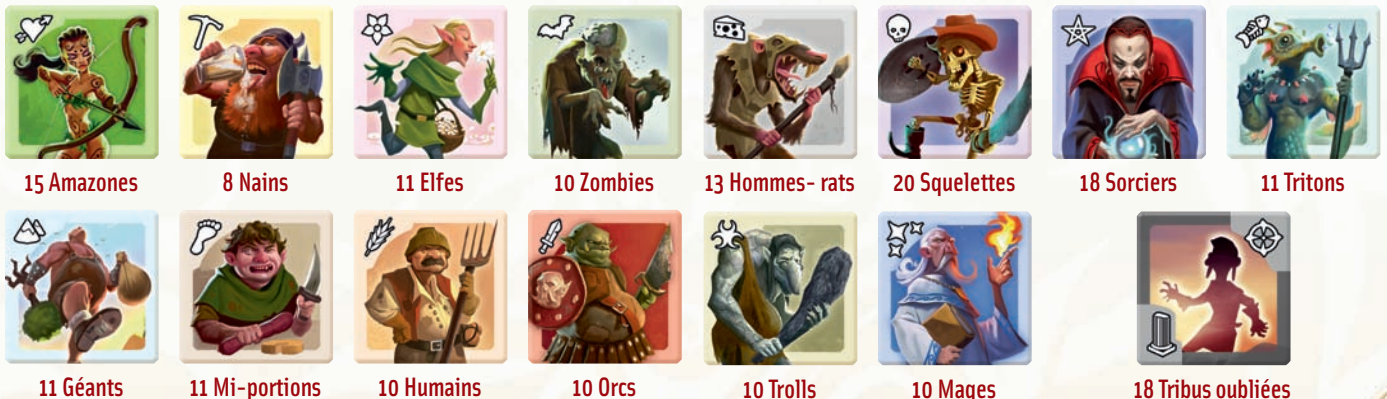 15 Amazones
8 Nains
11 Elfes
10 Zombies
13 Hommes- rats
20 Squelettes
18 Sorciers
11 Tritons
11 Géants
11 Mi-portions
10 Humains
10 Orcs
10 Trolls
10 Mages
18 Tribus oubliées